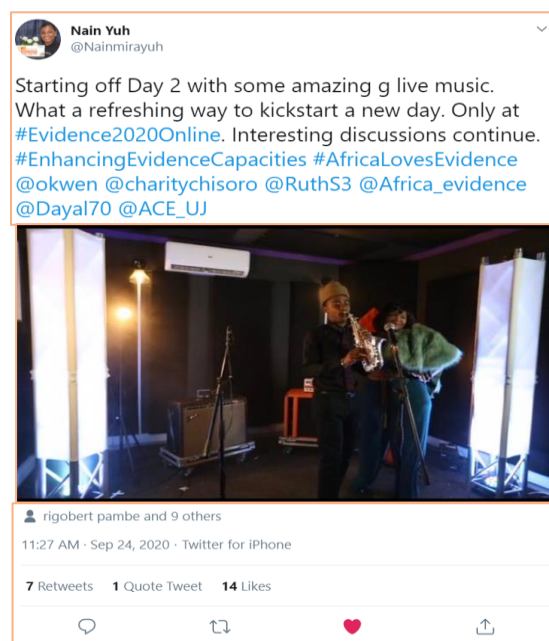 Nain Yuh
@Nainmirayuh
Starting off Day 2 with some amazing g live music.
What a refreshing way to kickstart a new day. Only at
#Evidence2020Online. Interesting discussions continue.
#EnhancingEvidenceCapacities #AfricaLovesEvidence
@okwen @charitychisoro @RuthS3 @Africa_evidence
@Dayal70 @ACE_UJ
rigobert pambe and 9 others
11:27 AM · Sep 24, 2020 · Twitter for iPhone
7 Retweets 1 Quote Tweet 14 Likes